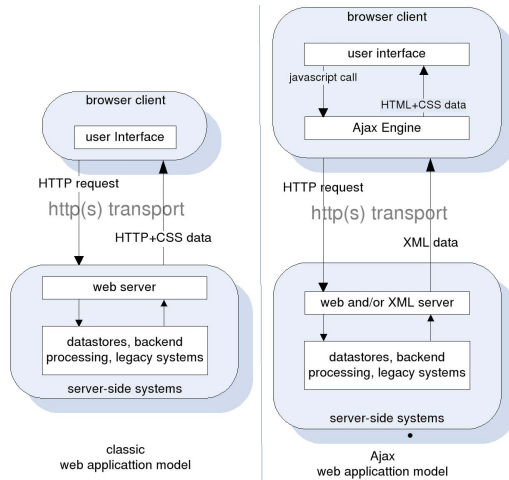 browser client
user Interface
HTTP request
http(s) transport
HTTP+CSS data
web server
datastores, backend
processing, legacy systems
server-side systems
classic
web applicattion model
browser client
user interface
javascript call
HTML+CSS data
Ajax Engine
HTTP request
http(s) transport
XML data
web and/or XML server
datastores, backend
processing, legacy systems
server-side systems
Ajax
web applicattion model